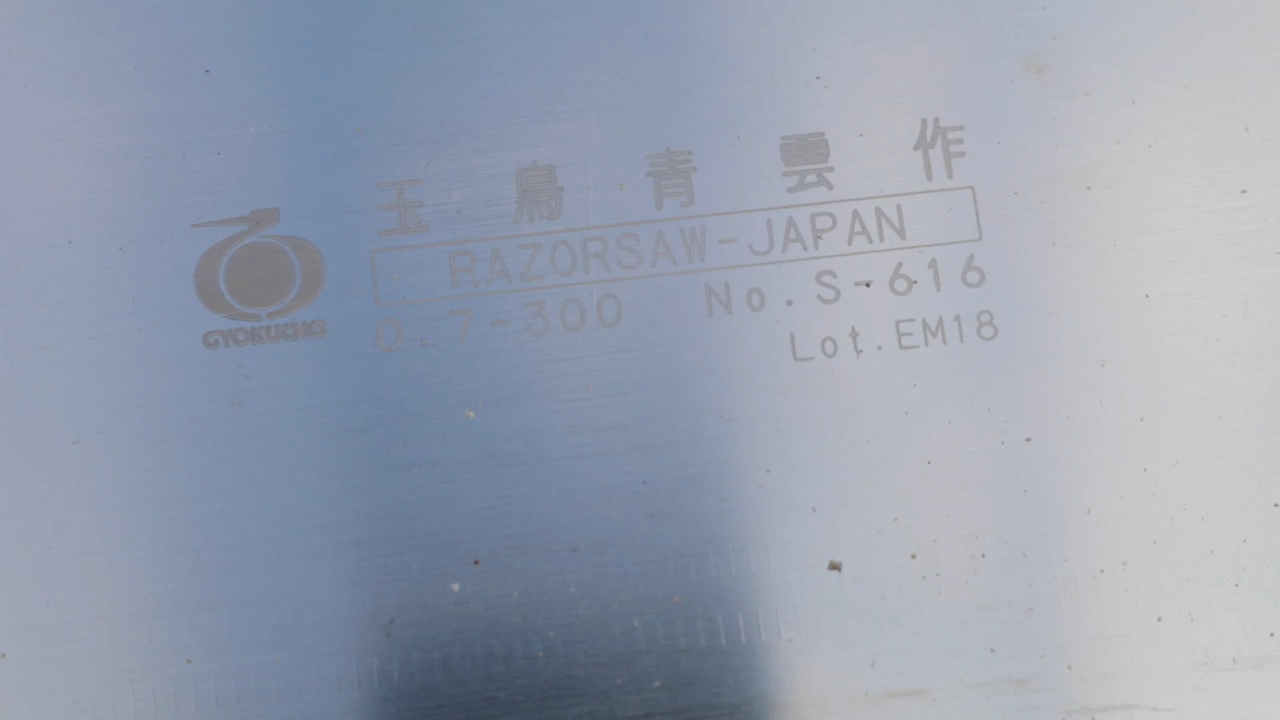 玉鳥青雲作
RAZORSAW-JAPAN
0.7-300 No.S-616
Lot.EM18
GYOKUCHO